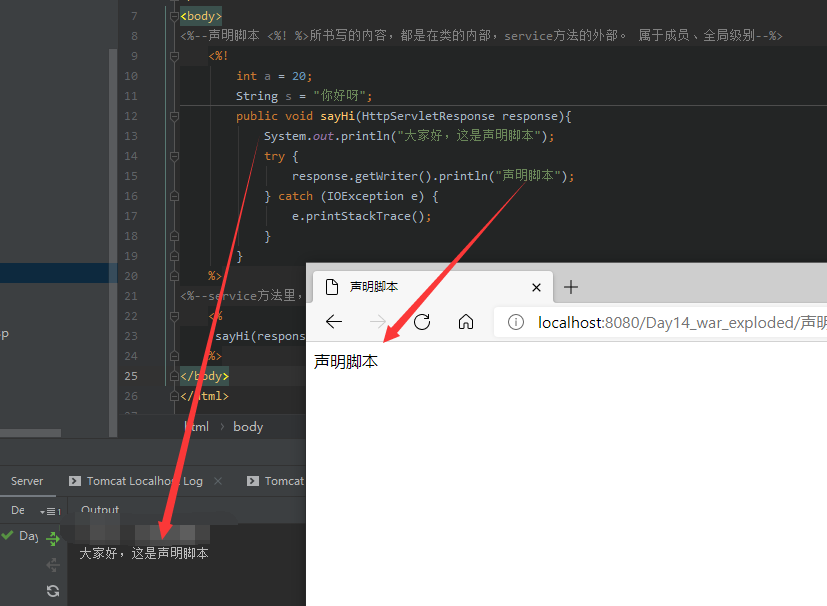 7 <body>
8 <%--声明脚本 <%! %>所书写的内容，都是在类的内部，service方法的外部。 属于成员、全局级别--%>
9 <%!
10 int a = 20;
11 String s = "你好呀";
12 public void sayHi(HttpServletResponse response){
13 System.out.println("大家好，这是声明脚本");
14 try {
15 response.getWriter().println("声明脚本");
16 } catch (IOException e) {
17 e.printStackTrace();
18 }
19 }
20 %>
21 <%--service方法里，
22 <%
23 sayHi(respons
24 %>
25 </body>
26 </html>
html › body
声明脚本
localhost:8080/Day14_war_exploded/声明
声明脚本
-p
Server Tomcat Localhost Log Tomcat
De Output
Day
大家好，这是声明脚本